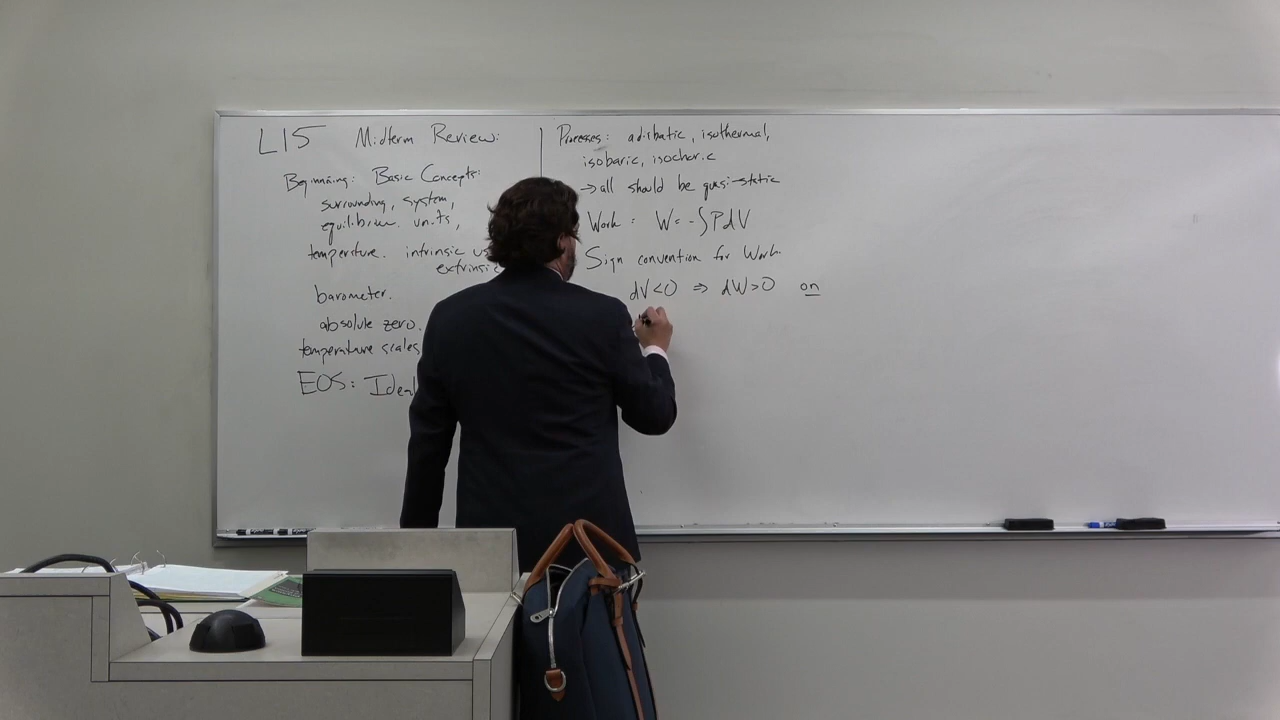 L15 Midterm Review:
Beginning: Basic Concepts:
surrounding, system,
equilibrium. units,
temperature. intrinsic vs
extrinsic
barometer.
absolute zero.
temperature scales
EOS: Ideal
Processes: adibatic, isothermal,
isobaric, isochoric
→ all should be quasi-static
Work: W = -∫PdV
Sign convention for Work.
dV<0 ⇒ dW>0 on